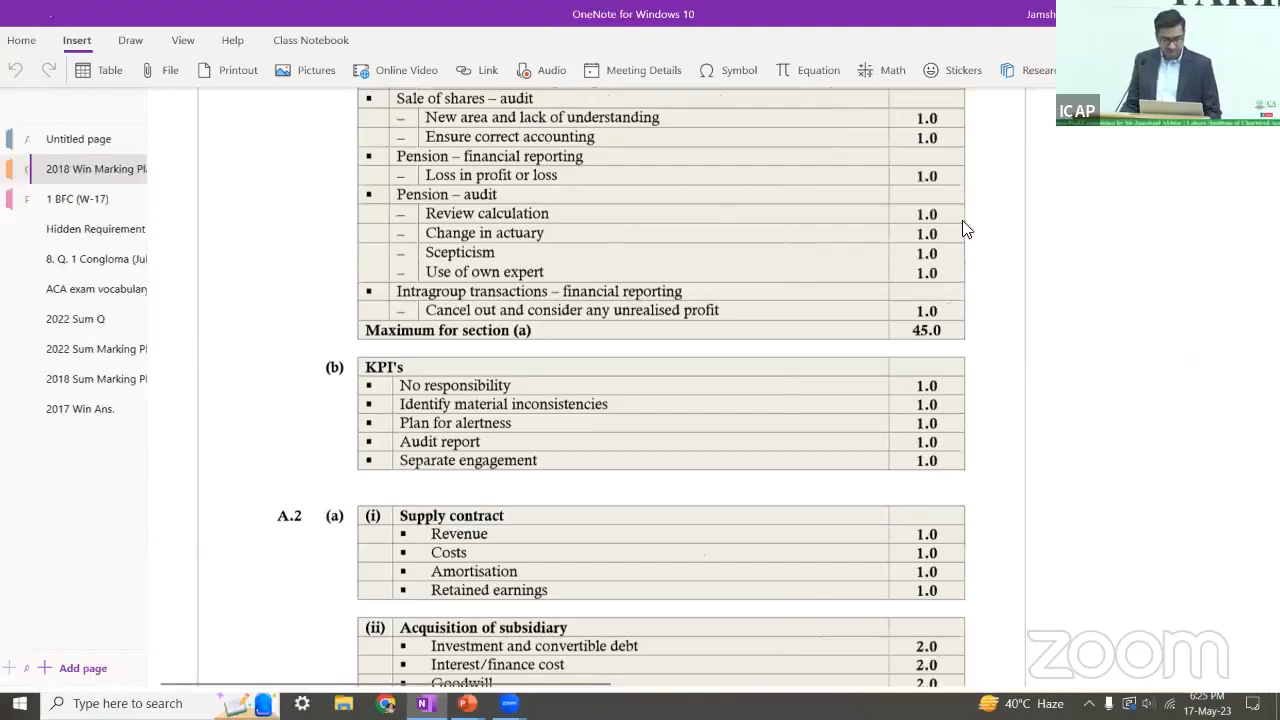 OneNote for Windows 10
Jamsh
Home Insert Draw View Help Class Notebook
Table File Printout Pictures Online Video Link Audio Meeting Details Symbol Equation Math Stickers Resear
ICAP
Untitled page
2018 Win Marking Pla
1 BFC (W-17)
Hidden Requirement
8. Q. 1 Congloma (Jul
ACA exam vocabulary
2022 Sum Q
2022 Sum Marking Pl
2018 Sum Marking Pl
2017 Win Ans.
Add page
Sale of shares – audit
– New area and lack of understanding 1.0
– Ensure correct accounting 1.0
Pension – financial reporting
– Loss in profit or loss 1.0
Pension – audit
– Review calculation 1.0
– Change in actuary 1.0
– Scepticism 1.0
– Use of own expert 1.0
Intragroup transactions – financial reporting
– Cancel out and consider any unrealised profit 1.0
Maximum for section (a) 45.0
(b) KPI's
No responsibility 1.0
Identify material inconsistencies 1.0
Plan for alertness 1.0
Audit report 1.0
Separate engagement 1.0
A.2 (a) (i) Supply contract
Revenue 1.0
Costs 1.0
Amortisation 1.0
Retained earnings 1.0
(ii) Acquisition of subsidiary
Investment and convertible debt 2.0
Interest/finance cost 2.0
Goodwill 2.0
zoom
Type here to search
zoom
40°C Haze
6:25 PM
17-May-23